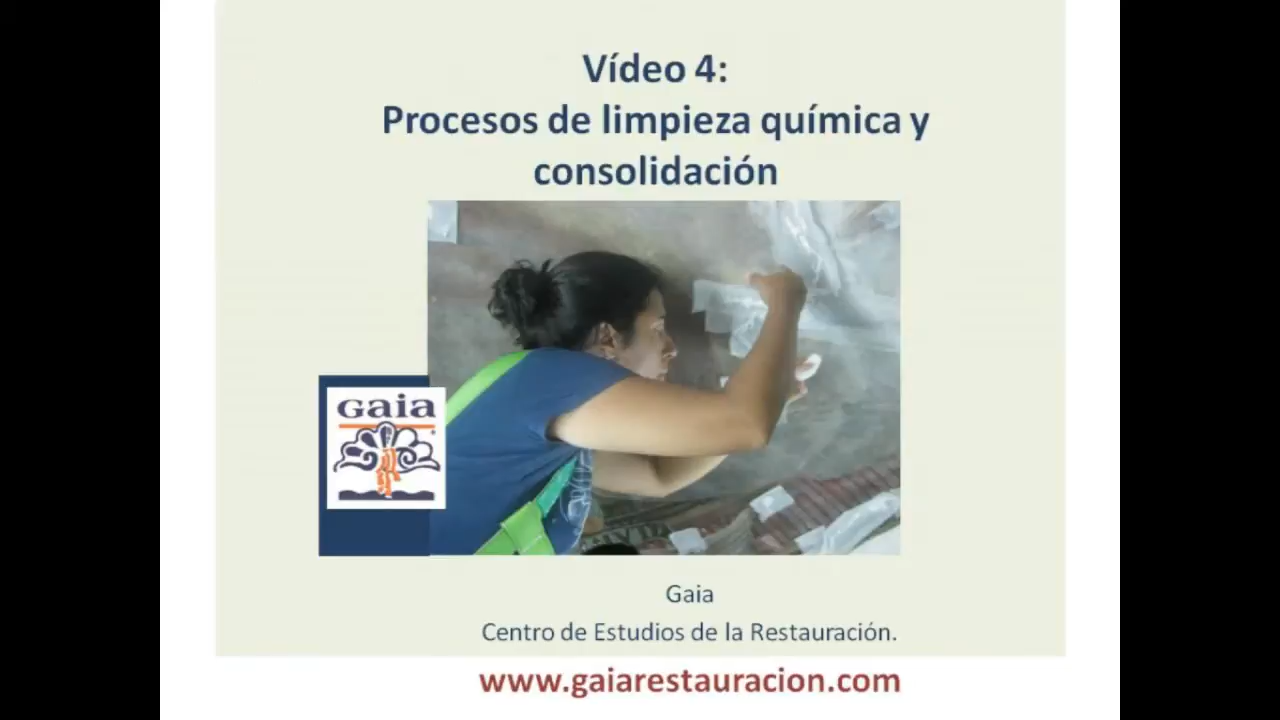 Vídeo 4:
Procesos de limpieza química y
consolidación
Gaia
Gaia
Centro de Estudios de la Restauración.
www.gaiarestauracion.com